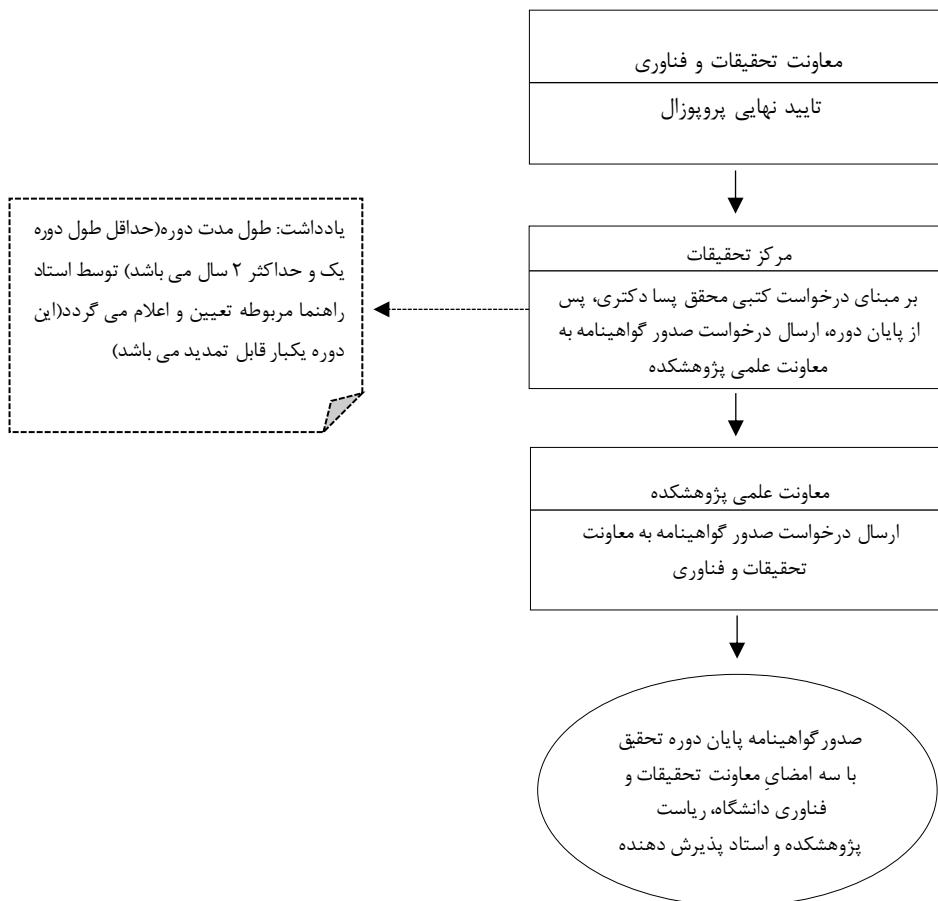 معاونت تحقیقات و فناوری
تایید نهایی پروپوزال
مرکز تحقیقات
بر مبنای درخواست کتبی محقق پسا دکتری، پس
از پایان دوره، ارسال درخواست صدور گواهینامه به
معاونت علمی پژوهشکده
یادداشت: طول مدت دوره(حداقل طول دوره
یک و حداکثر ۲ سال می باشد) توسط استاد
راهنما مربوطه تعیین و اعلام می گردد(این
دوره یکبار قابل تمدید می باشد)
معاونت علمی پژوهشکده
ارسال درخواست صدور گواهینامه به معاونت
تحقیقات و فناوری
صدور گواهینامه پایان دوره تحقیق
با سه امضایِ معاونت تحقیقات و
فناوری دانشگاه، ریاست
پژوهشکده و استاد پذیرش دهنده